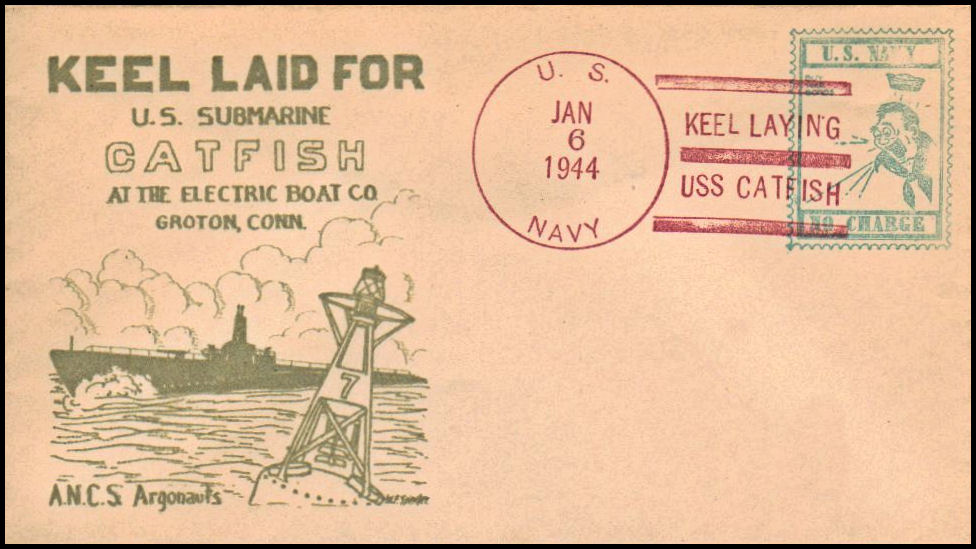 KEEL LAID FOR
U.S. SUBMARINE
CATFISH
AT THE ELECTRIC BOAT CO.
GROTON, CONN.
7
A.N.C.S. Argonauts
U. S.
JAN
6
1944
NAVY
KEEL LAYING
USS CATFISH
U.S. NAVY
NO CHARGE